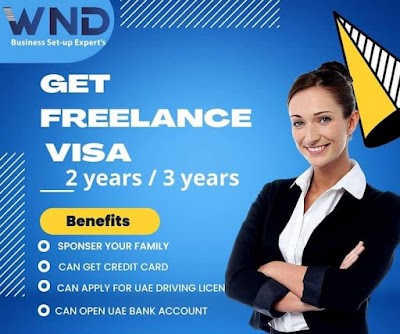 WND
Business Set-up Expert's
GET
FREELANCE
VISA
2 years / 3 years
Benefits
SPONSER YOUR FAMILY
CAN GET CREDIT CARD
CAN APPLY FOR UAE DRIVING LICEN
CAN OPEN UAE BANK ACCOUNT